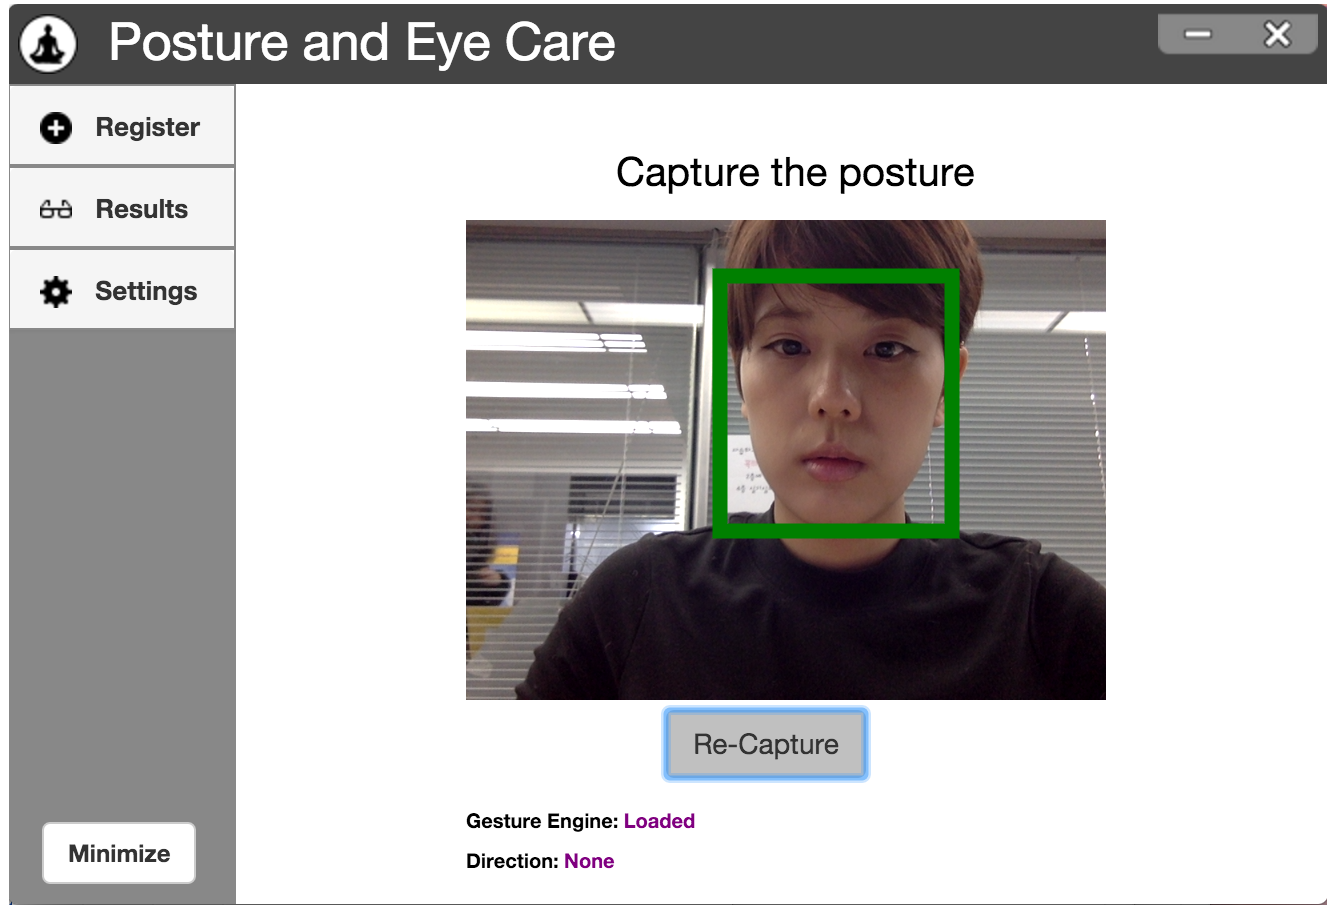 Posture and Eye Care
Register
Results
Settings
Minimize
Capture the posture
Re-Capture
Gesture Engine: Loaded
Direction: None